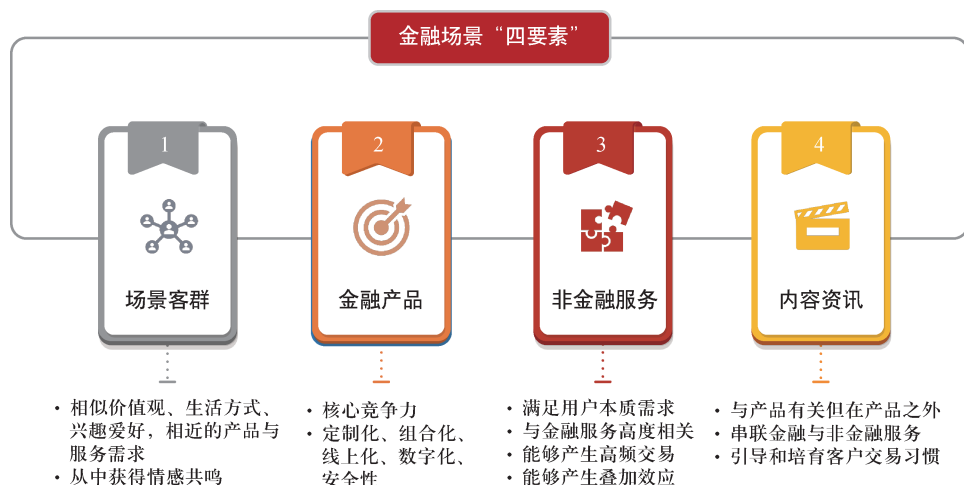 金融场景“四要素”
1
场景客群
• 相似价值观、生活方式、
兴趣爱好，相近的产品与
服务需求
• 从中获得情感共鸣
2
金融产品
• 核心竞争力
• 定制化、组合化、
线上化、数字化、
安全性
3
非金融服务
• 满足用户本质需求
• 与金融服务高度相关
• 能够产生高频交易
• 能够产生叠加效应
4
内容资讯
• 与产品有关但在产品之外
• 串联金融与非金融服务
• 引导和培育客户交易习惯